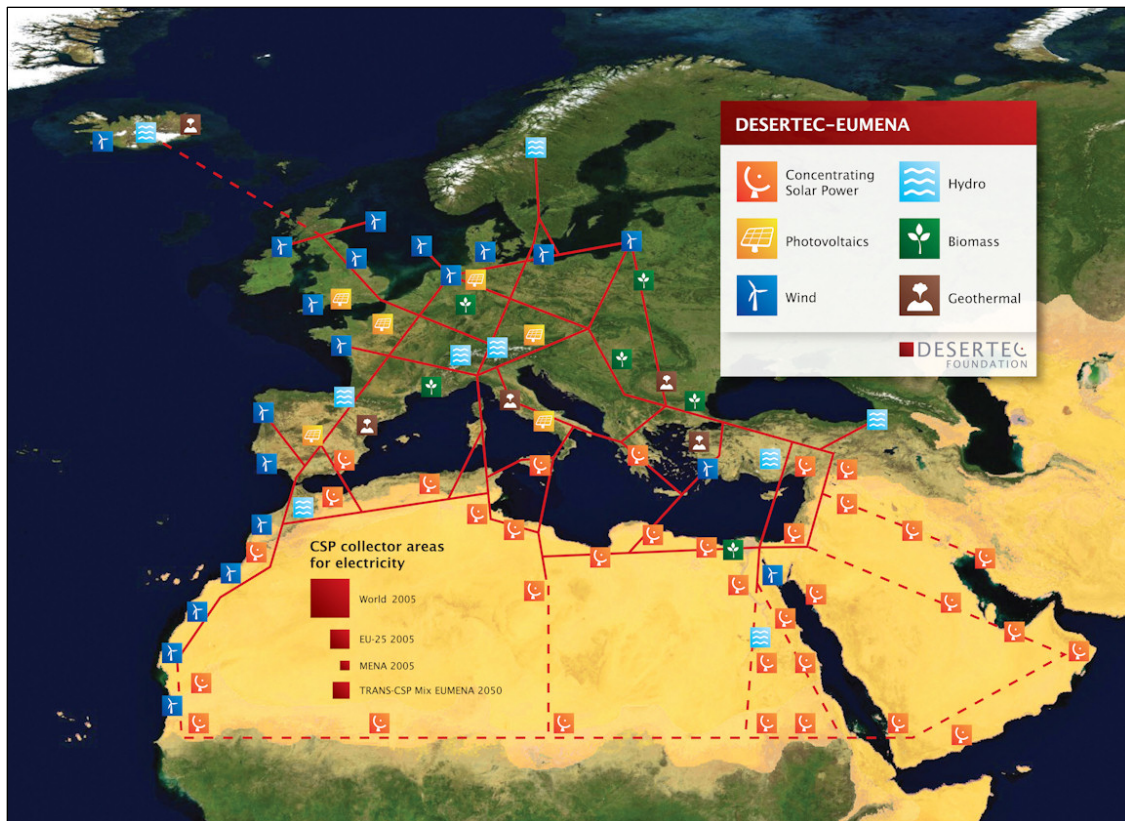 DESERTEC–EUMENA
Concentrating
Solar Power
Hydro
Photovoltaics
Biomass
Wind
Geothermal
DESERTEC
FOUNDATION
CSP collector areas
for electricity
World 2005
EU-25 2005
MENA 2005
TRANS-CSP Mix EUMENA 2050